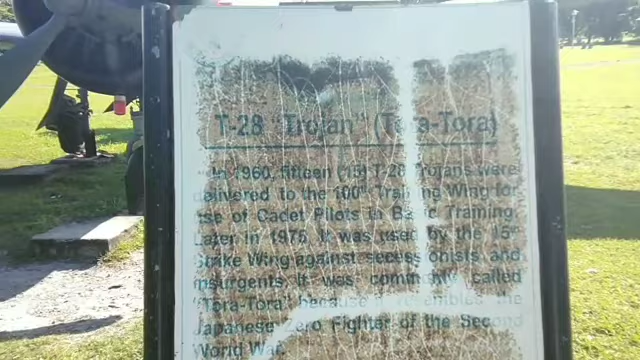 T-28 "Trojan" (Tora-Tora)
In 1960, fifteen (15) T-28 Trojans were
delivered to the 100th Training Wing for
use of Cadet Pilots in Basic Training.
Later in 1975, it was used by the 15th
Strike Wing against secessionists and
insurgents. It was commonly called
"Tora-Tora" because it resembles the
Japanese Zero Fighter of the Second
World War.